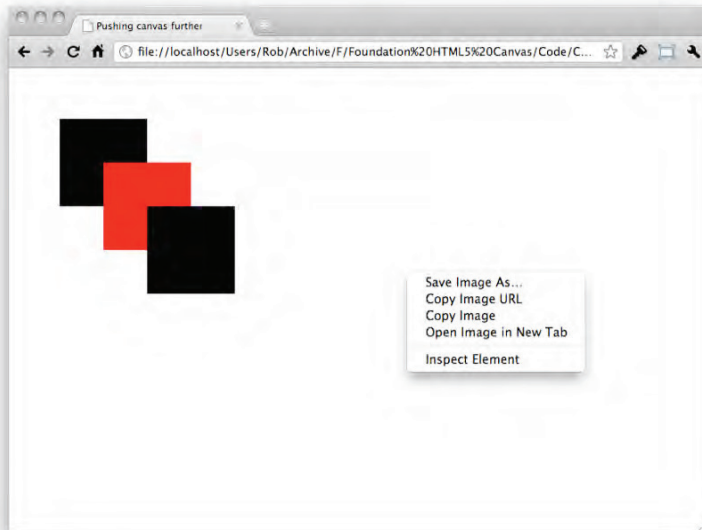 Pushing canvas further
file://localhost/Users/Rob/Archive/F/Foundation%20HTML5%20Canvas/Code/C...
Save Image As...
Copy Image URL
Copy Image
Open Image in New Tab
Inspect Element